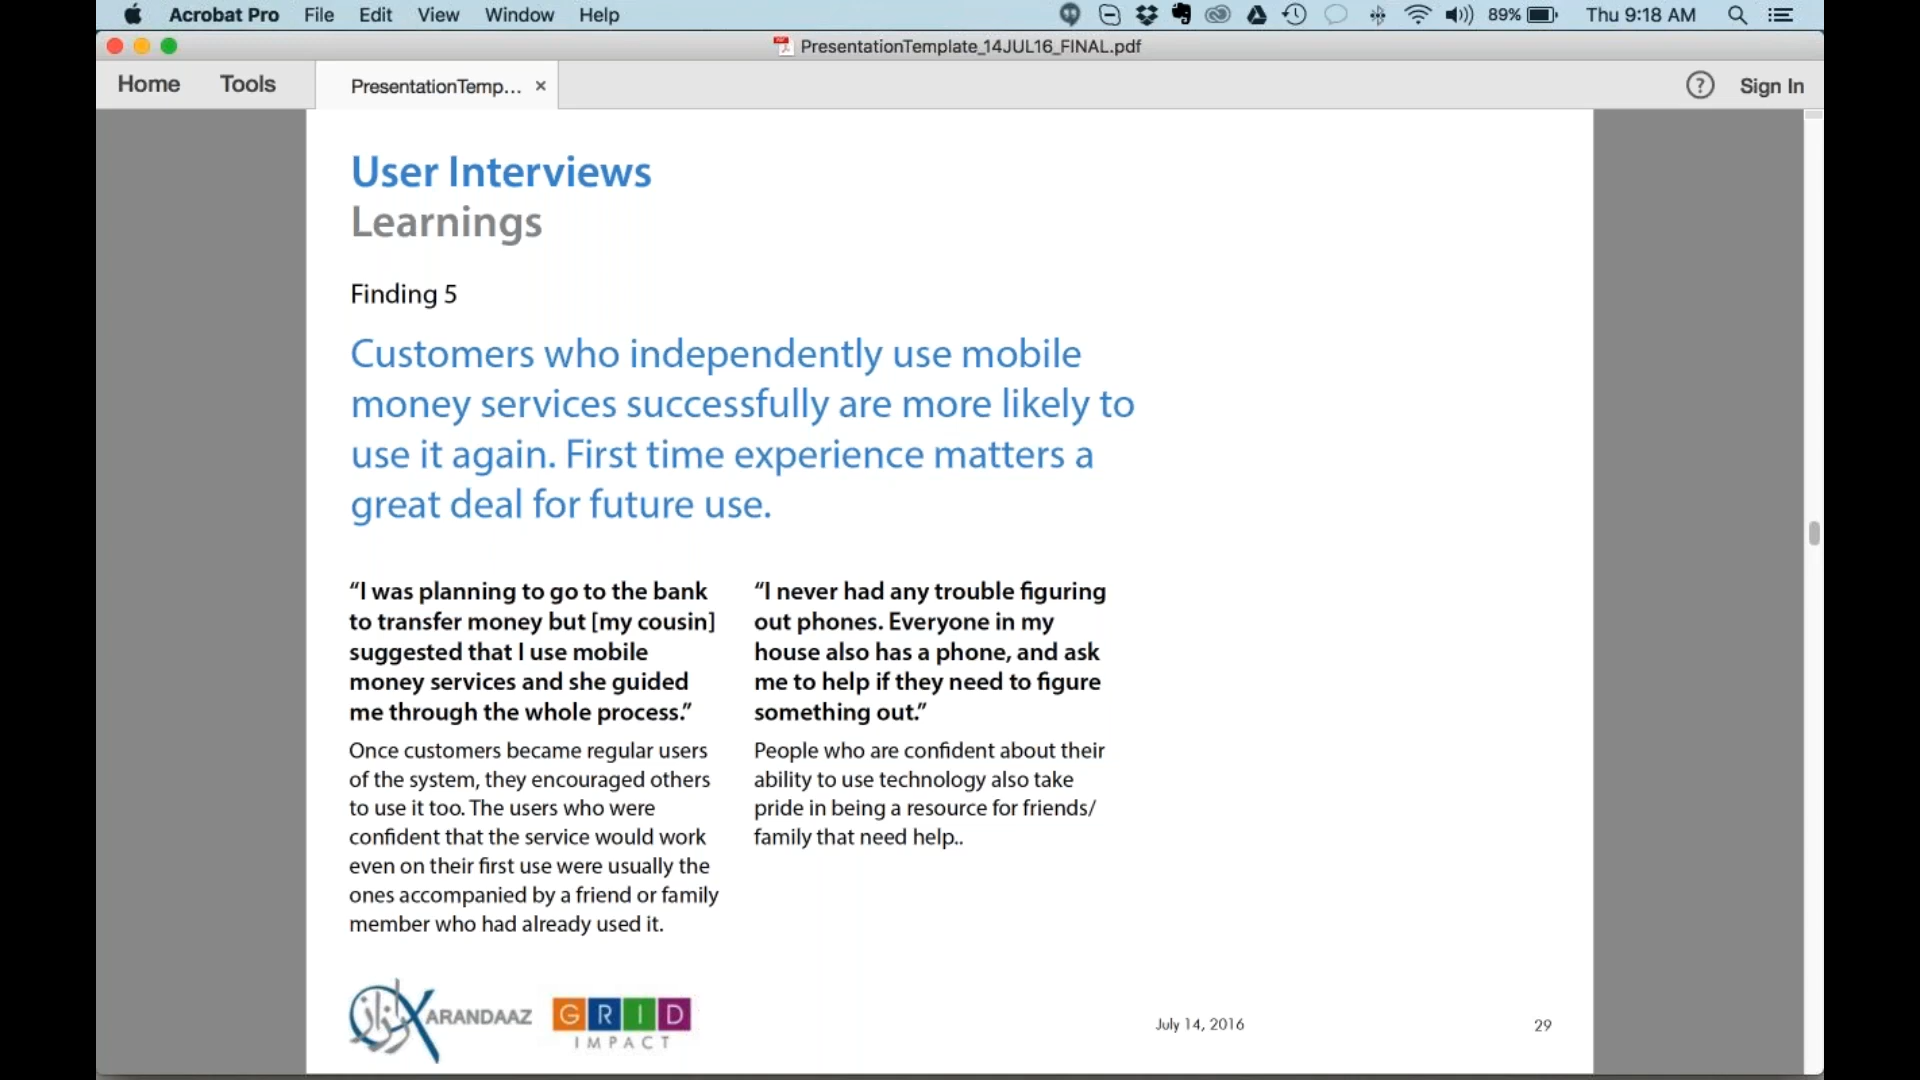 Acrobat Pro File Edit View Window Help 89% Thu 9:18 AM
PresentationTemplate_14JUL16_FINAL.pdf
Home Tools PresentationTemp... × ? Sign In
User Interviews
Learnings
Finding 5
Customers who independently use mobile
money services successfully are more likely to
use it again. First time experience matters a
great deal for future use.
“I was planning to go to the bank
to transfer money but [my cousin]
suggested that I use mobile
money services and she guided
me through the whole process.”
Once customers became regular users
of the system, they encouraged others
to use it too. The users who were
confident that the service would work
even on their first use were usually the
ones accompanied by a friend or family
member who had already used it.
“I never had any trouble figuring
out phones. Everyone in my
house also has a phone, and ask
me to help if they need to figure
something out.”
People who are confident about their
ability to use technology also take
pride in being a resource for friends/
family that need help..
KARANDAAZ
GRID
IMPACT
July 14, 2016
29